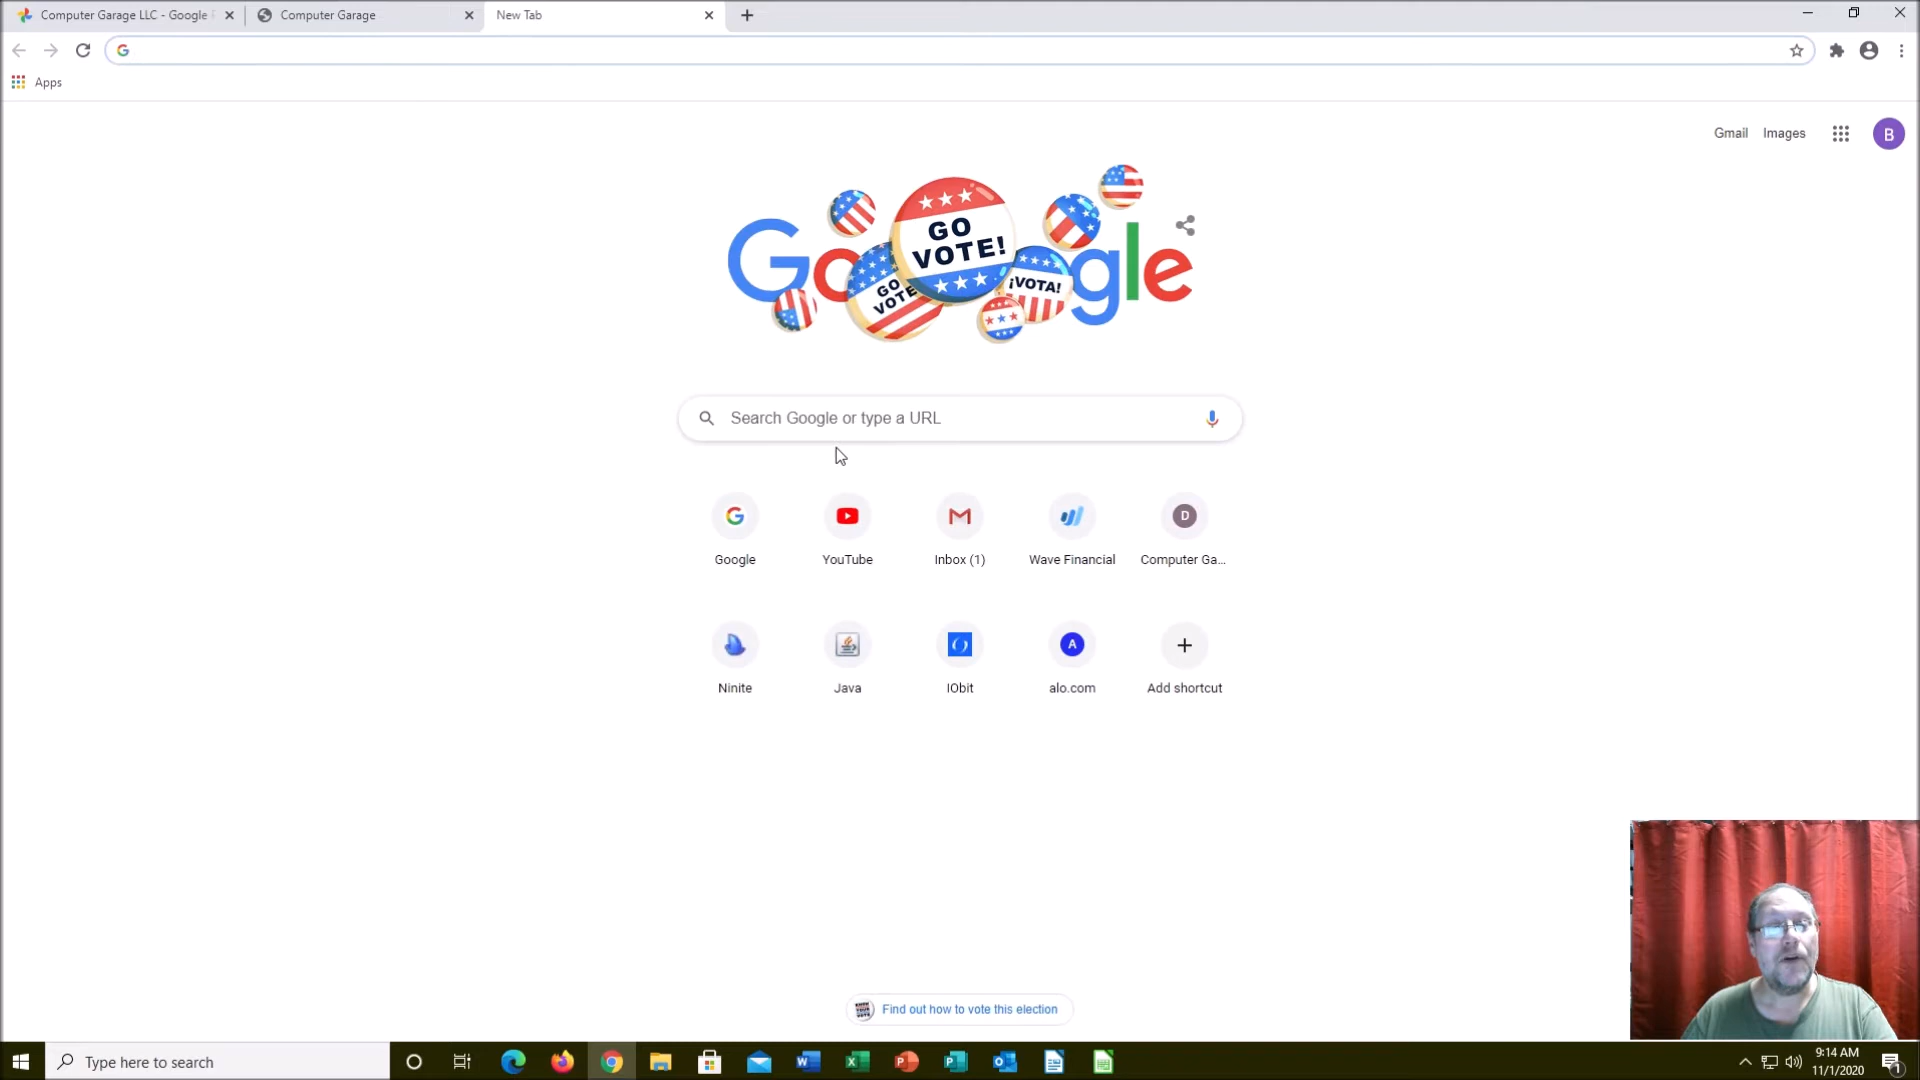 Computer Garage LLC - Google
Computer Garage
New Tab
Apps
Gmail
Images
B
Google
GO
VOTE!
GO
VOTE
¡VOTA!
Search Google or type a URL
Google
YouTube
Inbox (1)
Wave Financial
D
Computer Ga...
Ninite
Java
IObit
A
alo.com
Add shortcut
Find out how to vote this election
Type here to search
9:14 AM
11/1/2020
1